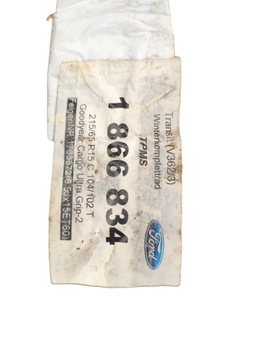 Transit (V362/3)
Winterkomplettrad
TPMS
Ford
1 866 834
215/65 R15 C 104/102 T
Goodyear Cargo Ultra Grip-2